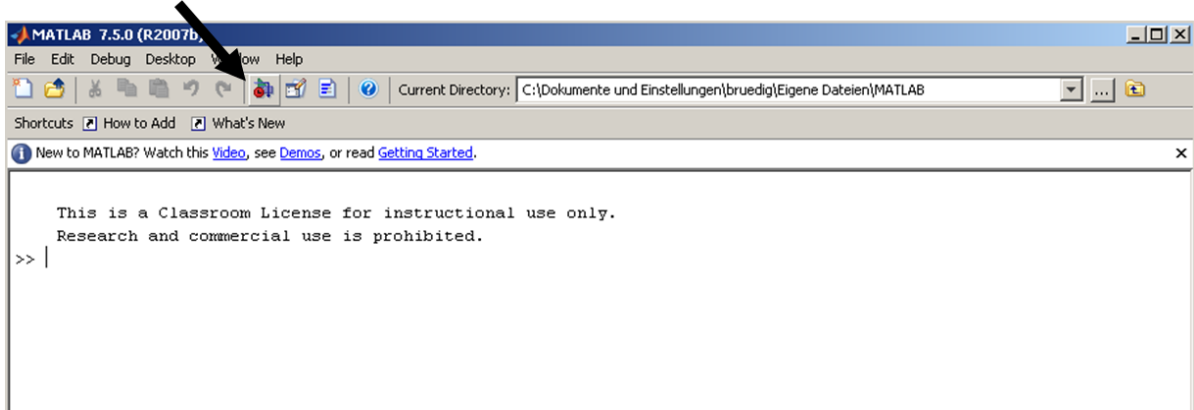 MATLAB 7.5.0 (R2007b)
File Edit Debug Desktop Help
Current Directory: C:\Dokumente und Einstellungen\bruedig\Eigene Dateien\MATLAB ...
Shortcuts How to Add What's New
New to MATLAB? Watch this Video, see Demos, or read Getting Started.
This is a Classroom License for instructional use only.
Research and commercial use is prohibited.
>>